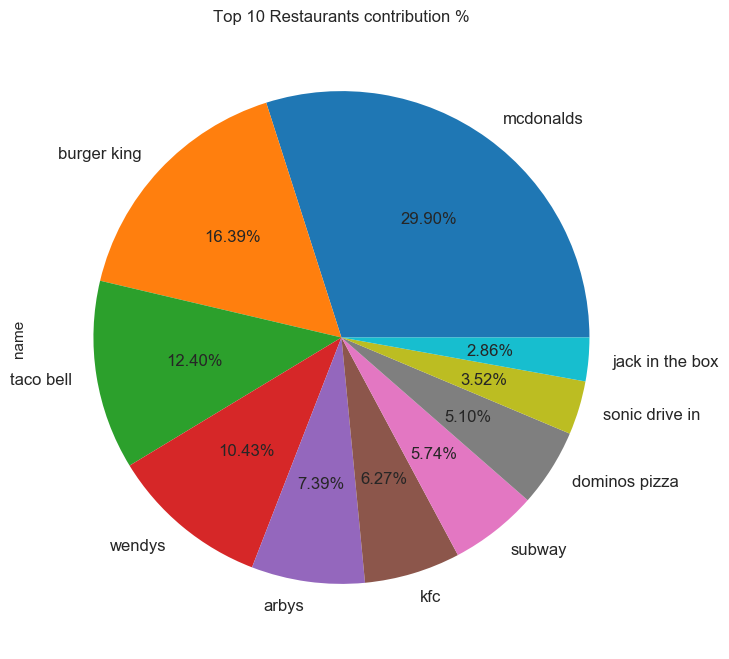 Top 10 Restaurants contribution %
mcdonalds
burger king
29.90%
16.39%
name
2.86%
12.40%
jack in the box
taco bell
3.52%
sonic drive in
5.10%
10.43%
5.74%
6.27%
7.39%
dominos pizza
wendys
subway
kfc
arbys